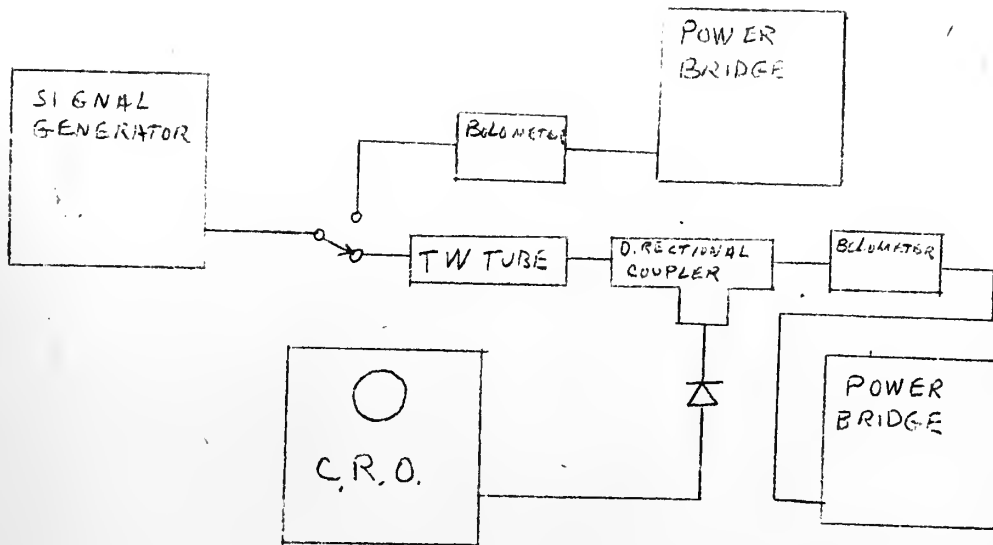 POWER
BRIDGE
SIGNAL
GENERATOR
BOLOMETER
TW TUBE
DIRECTIONAL
COUPLER
BOLOMETER
POWER
BRIDGE
C.R.O.